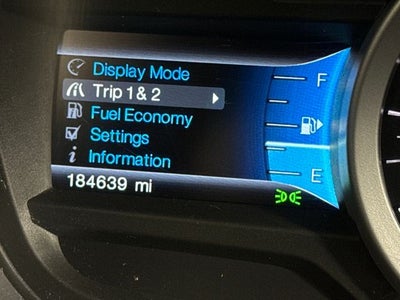 Display Mode
F
Trip 1 & 2
Fuel Economy
Settings
i Information
E
184639 mi